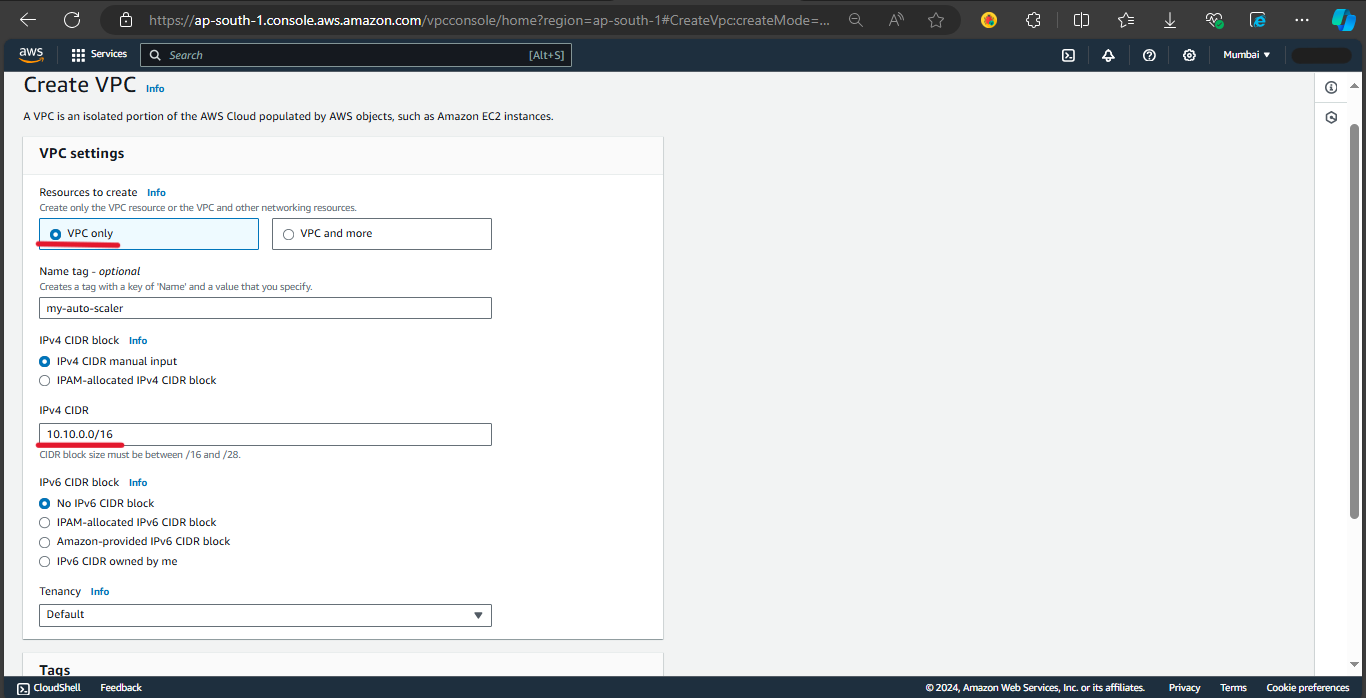 https://ap-south-1.console.aws.amazon.com/vpcconsole/home?region=ap-south-1#CreateVpc:createMode=...
aws Services Search [Alt+S] Mumbai
Create VPC Info
A VPC is an isolated portion of the AWS Cloud populated by AWS objects, such as Amazon EC2 instances.
VPC settings
Resources to create Info
Create only the VPC resource or the VPC and other networking resources.
VPC only VPC and more
Name tag - optional
Creates a tag with a key of 'Name' and a value that you specify.
my-auto-scaler
IPv4 CIDR block Info
IPv4 CIDR manual input
IPAM-allocated IPv4 CIDR block
IPv4 CIDR
10.10.0.0/16
CIDR block size must be between /16 and /28.
IPv6 CIDR block Info
No IPv6 CIDR block
IPAM-allocated IPv6 CIDR block
Amazon-provided IPv6 CIDR block
IPv6 CIDR owned by me
Tenancy Info
Default
Tags
CloudShell Feedback © 2024, Amazon Web Services, Inc. or its affiliates. Privacy Terms Cookie preferences